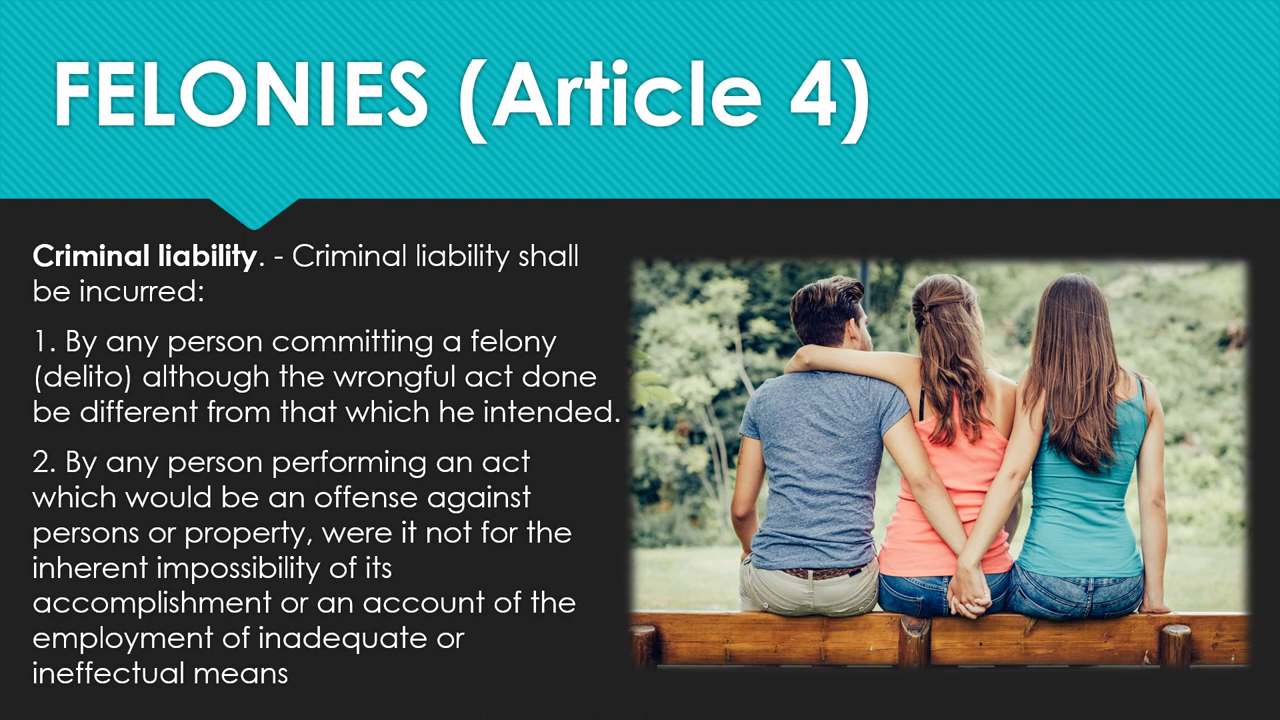 FELONIES (Article 4)
Criminal liability. - Criminal liability shall
be incurred:
1. By any person committing a felony
(delito) although the wrongful act done
be different from that which he intended.
2. By any person performing an act
which would be an offense against
persons or property, were it not for the
inherent impossibility of its
accomplishment or an account of the
employment of inadequate or
ineffectual means